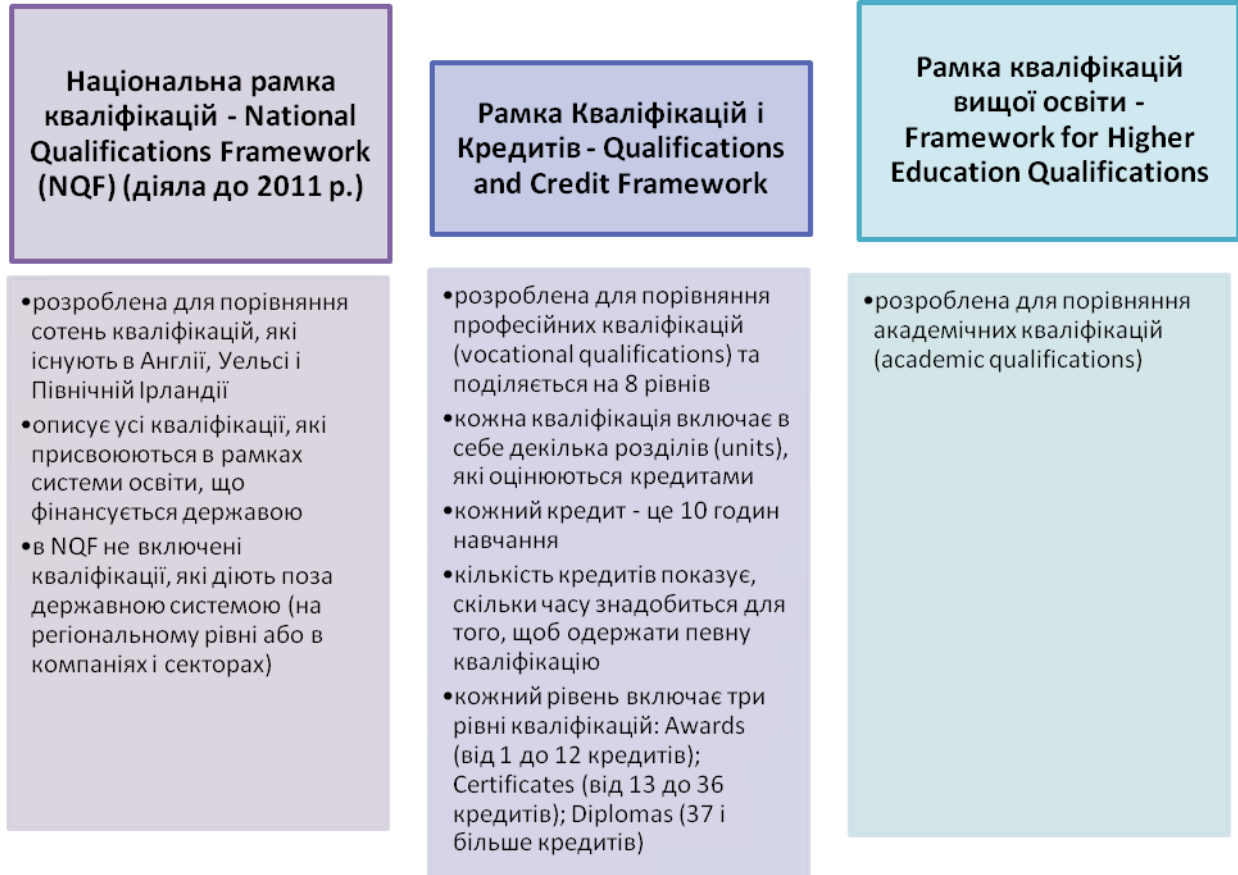 Національна рамка
кваліфікацій - National
Qualifications Framework
(NQF) (діяла до 2011 р.)
•розроблена для порівняння
сотень кваліфікацій, які
існують в Англії, Уельсі і
Північній Ірландії
•описує усі кваліфікації, які
присвоюються в рамках
системи освіти, що
фінансується державою
•в NQF не включені
кваліфікації, які діють поза
державною системою (на
регіональному рівні або в
компаніях і секторах)
Рамка Кваліфікацій і
Кредитів - Qualifications
and Credit Framework
•розроблена для порівняння
професійних кваліфікацій
(vocational qualifications) та
поділяється на 8 рівнів
•кожна кваліфікація включає в
себе декілька розділів (units),
які оцінюються кредитами
•кожний кредит - це 10 годин
навчання
•кількість кредитів показує,
скільки часу знадобиться для
того, щоб одержати певну
кваліфікацію
•кожний рівень включає три
рівні кваліфікацій: Awards
(від 1 до 12 кредитів);
Certificates (від 13 до 36
кредитів); Diplomas (37 і
більше кредитів)
Рамка кваліфікацій
вищої освіти -
Framework for Higher
Education Qualifications
•розроблена для порівняння
академічних кваліфікацій
(academic qualifications)